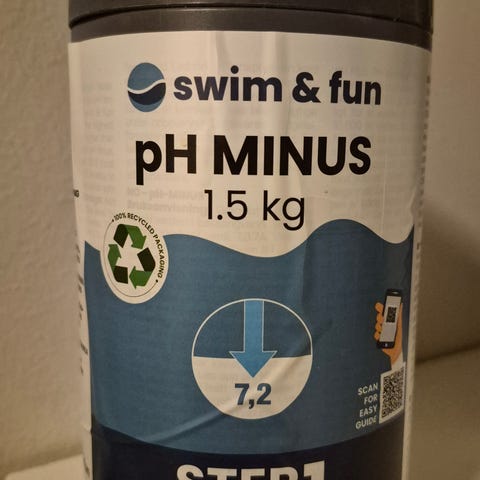 swim & fun
pH MINUS
1.5 kg
100% RECYCLED PACKAGING
7,2
SCAN
FOR
EASY
GUIDE
STEP1